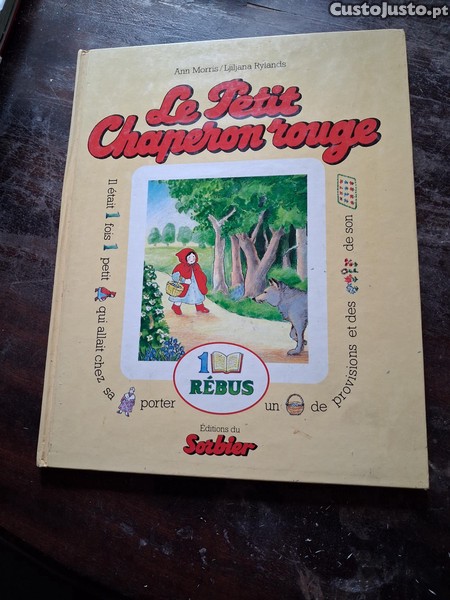 CustoJusto.pt
Ann Morris/Ljiljana Rylands
Le Petit
Chaperon rouge
Il était 1 fois 1 petit qui allait chez sa porter un de provisions et des de son
1
RÉBUS
Éditions du
Sorbier